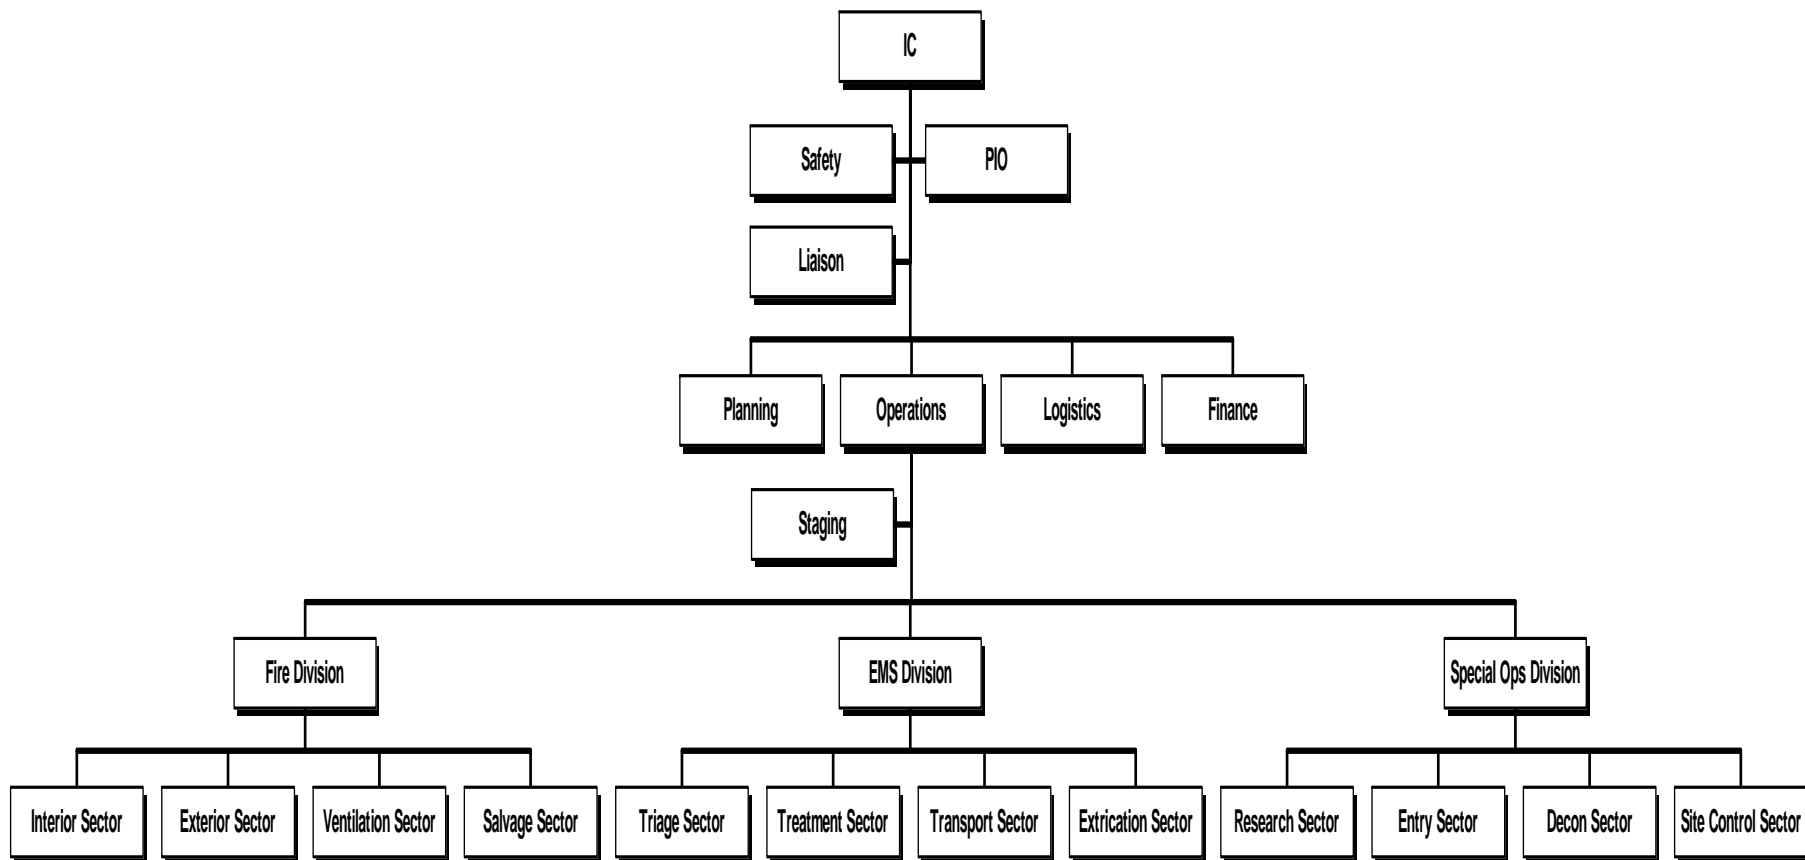 IC
Safety
PIO
Liaison
Planning
Operations
Logistics
Finance
Staging
Fire Division
EMS Division
Special Ops Division
Interior Sector
Exterior Sector
Ventilation Sector
Salvage Sector
Triage Sector
Treatment Sector
Transport Sector
Extrication Sector
Research Sector
Entry Sector
Decon Sector
Site Control Sector